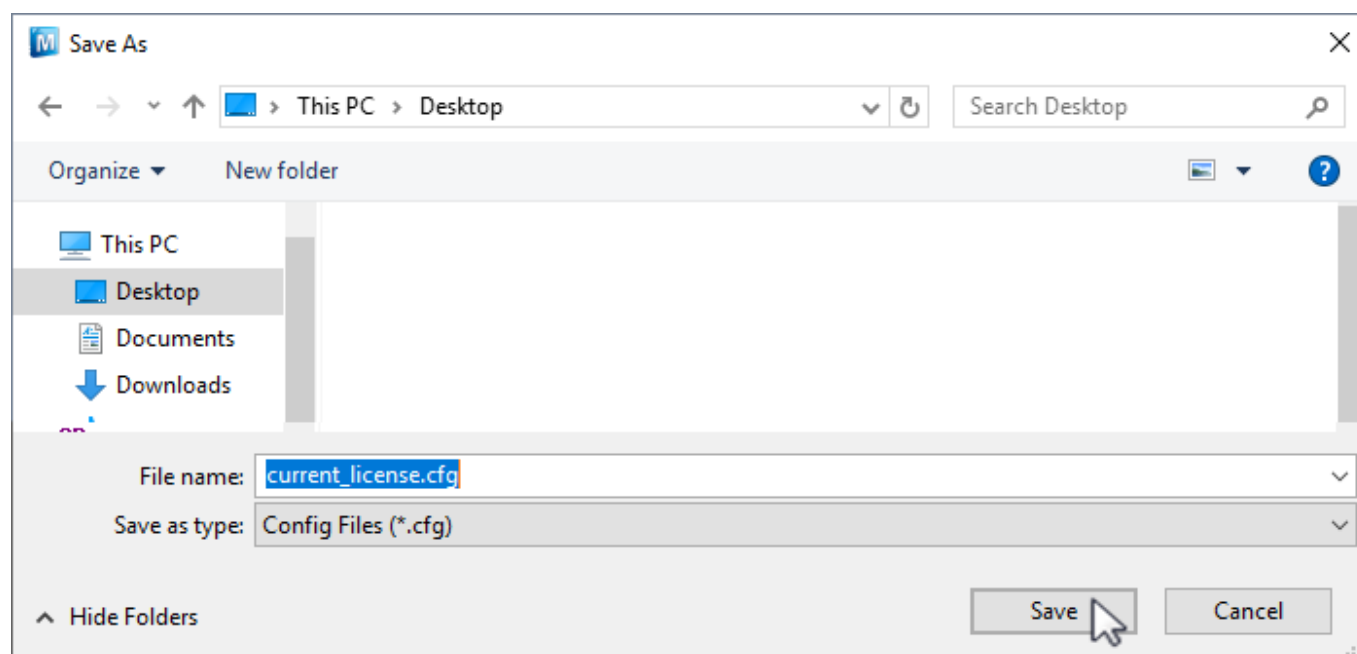 Save As
This PC > Desktop
Search Desktop
Organize
New folder
This PC
Desktop
Documents
Downloads
File name: current_license.cfg
Save as type: Config Files (*.cfg)
Hide Folders
Save
Cancel